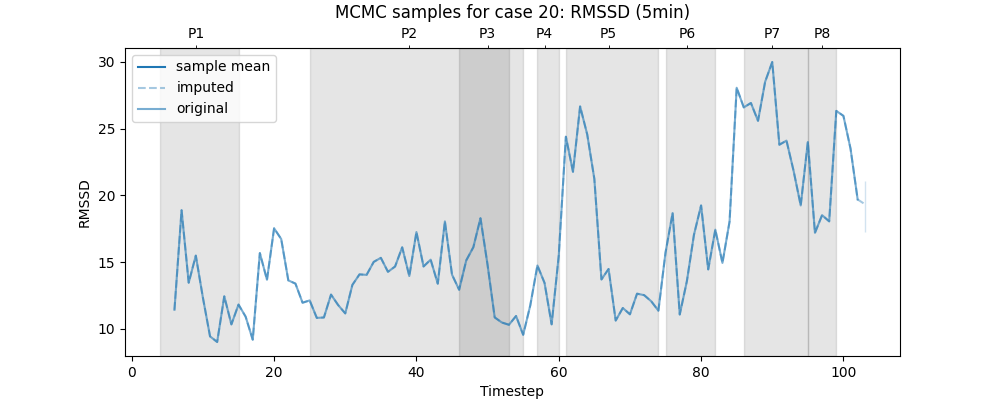 MCMC samples for case 20: RMSSD (5min)
P1 P2 P3 P4 P5 P6 P7 P8
sample mean
imputed
original
30
25
20
15
10
RMSSD
0 20 40 60 80 100
Timestep